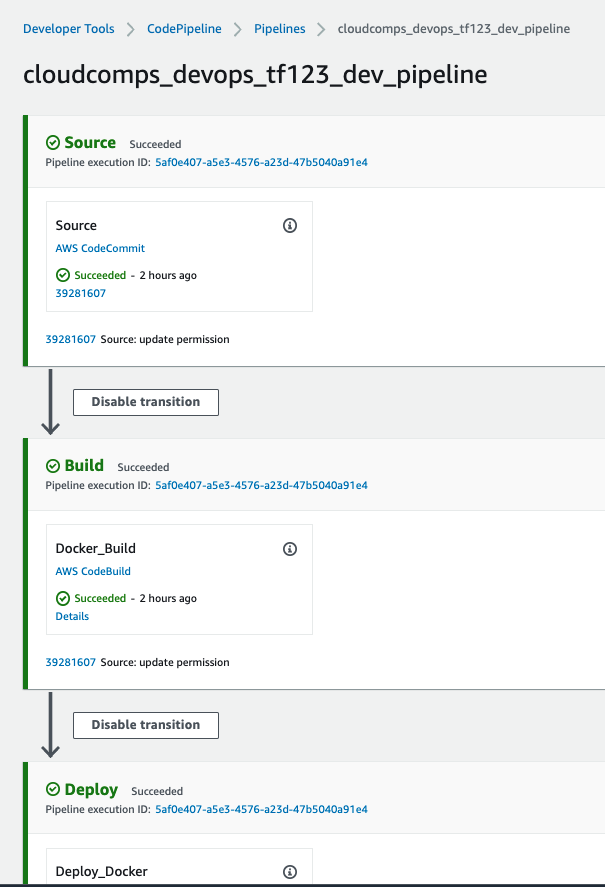 Developer Tools > CodePipeline > Pipelines > cloudcomps_devops_tf123_dev_pipeline
cloudcomps_devops_tf123_dev_pipeline
Source Succeeded
Pipeline execution ID: 5af0e407-a5e3-4576-a23d-47b5040a91e4
Source
AWS CodeCommit
Succeeded - 2 hours ago
39281607
39281607 Source: update permission
Disable transition
Build Succeeded
Pipeline execution ID: 5af0e407-a5e3-4576-a23d-47b5040a91e4
Docker_Build
AWS CodeBuild
Succeeded - 2 hours ago
Details
39281607 Source: update permission
Disable transition
Deploy Succeeded
Pipeline execution ID: 5af0e407-a5e3-4576-a23d-47b5040a91e4
Deploy_Docker